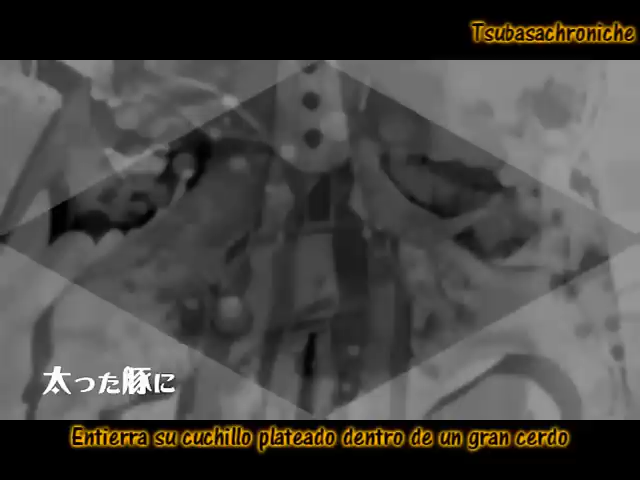 Tsubasachroniche
太った豚に
Entierra su cuchillo plateado dentro de un gran cerdo